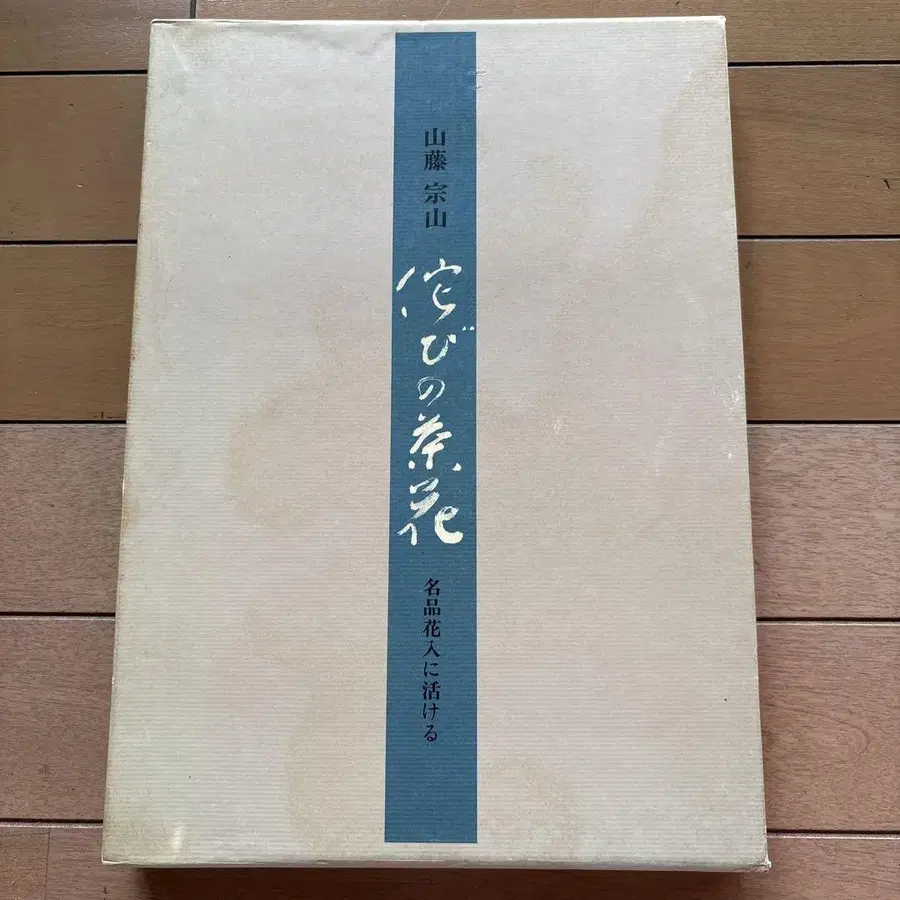 山藤 宗山
侘びの茶花
名品花入に活ける